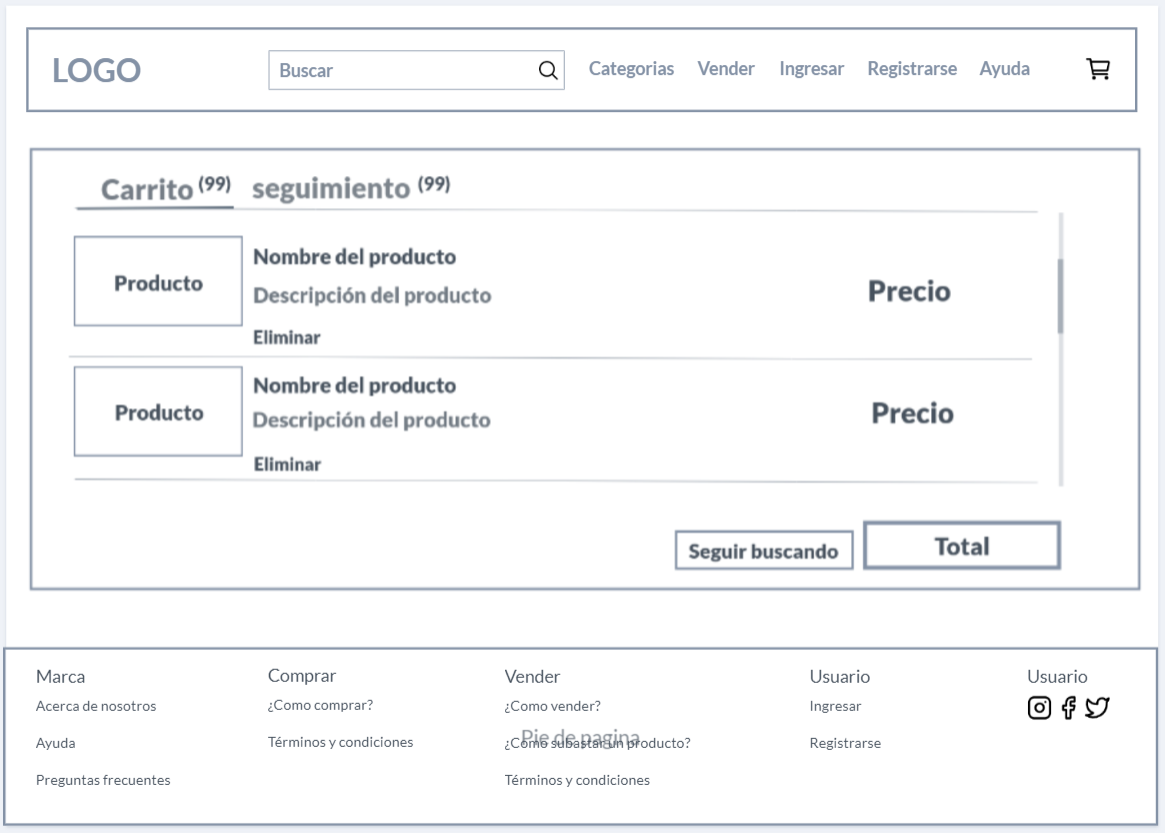 LOGO
Buscar
Categorias Vender Ingresar Registrarse Ayuda
Carrito (99) seguimiento (99)
Producto
Nombre del producto
Descripción del producto
Eliminar
Precio
Producto
Nombre del producto
Descripción del producto
Eliminar
Precio
Seguir buscando
Total
Marca
Acerca de nosotros
Ayuda
Preguntas frecuentes
Comprar
¿Como comprar?
Términos y condiciones
Vender
¿Como vender?
Pie de pagina
¿Cómo subastar un producto?
Términos y condiciones
Usuario
Ingresar
Registrarse
Usuario